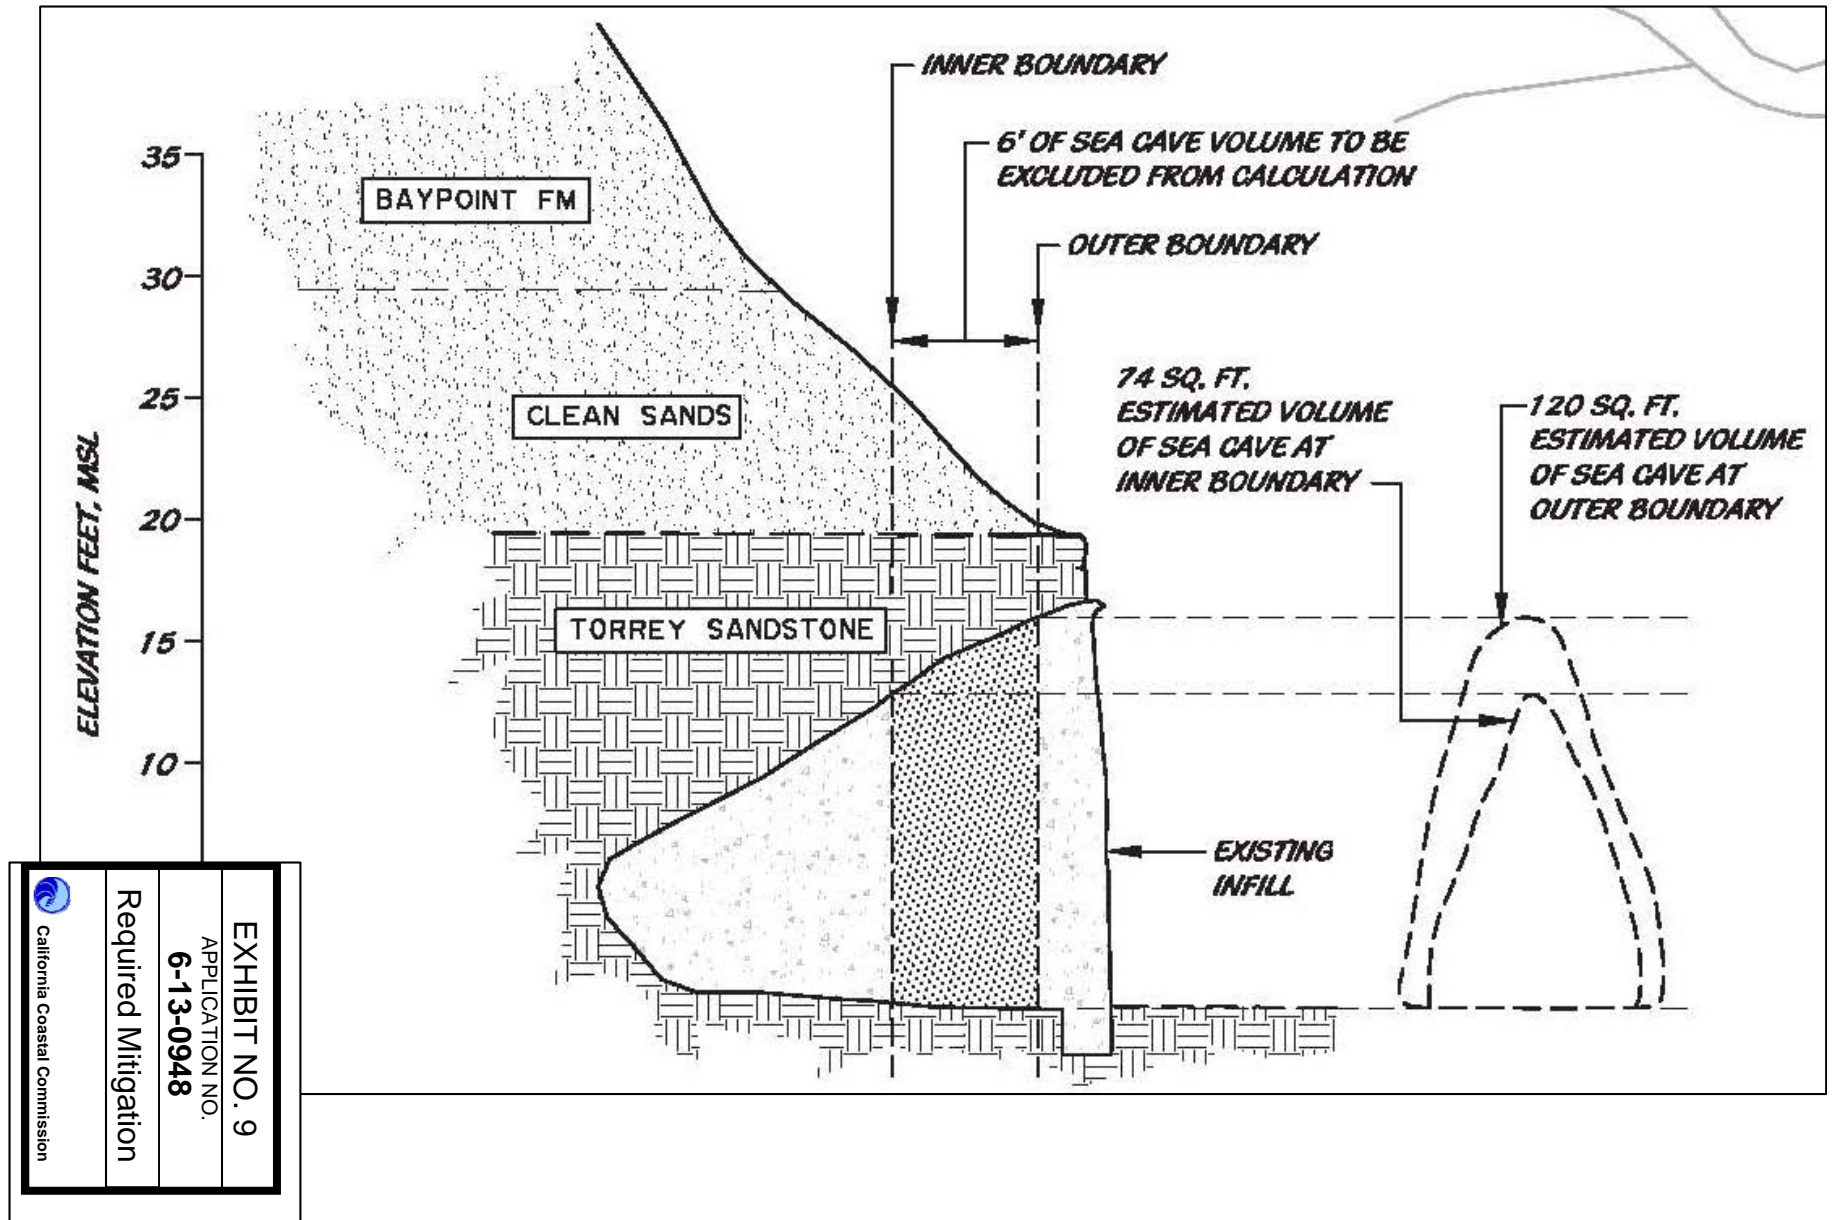 INNER BOUNDARY
6' OF SEA CAVE VOLUME TO BE
EXCLUDED FROM CALCULATION
OUTER BOUNDARY
35
30
25
20
15
10
ELEVATION FEET, MSL
BAYPOINT FM
CLEAN SANDS
TORREY SANDSTONE
74 SQ. FT.
ESTIMATED VOLUME
OF SEA CAVE AT
INNER BOUNDARY
120 SQ. FT.
ESTIMATED VOLUME
OF SEA CAVE AT
OUTER BOUNDARY
EXISTING
INFILL
EXHIBIT NO. 9
APPLICATION NO.
6-13-0948
Required Mitigation
California Coastal Commission